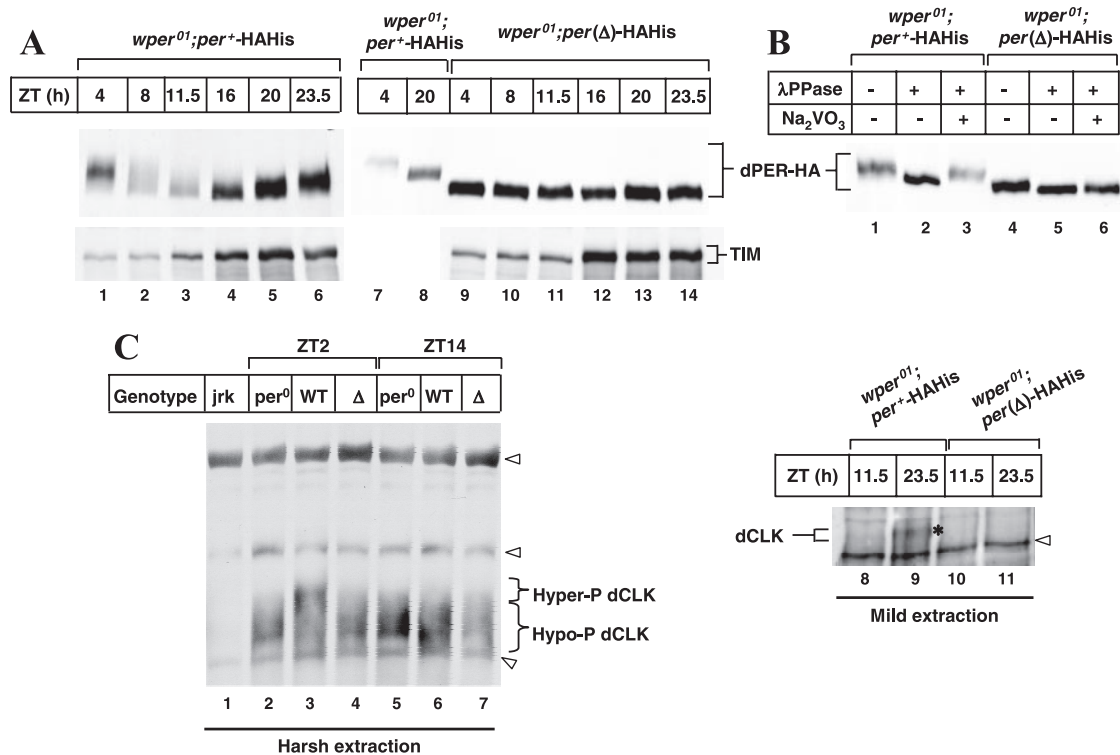 A
wper⁰¹;per⁺-HAHis
wper⁰¹;
per⁺-HAHis
wper⁰¹;per(Δ)-HAHis
ZT (h) 4 8 11.5 16 20 23.5 4 20 4 8 11.5 16 20 23.5
dPER-HA
TIM
1 2 3 4 5 6 7 8 9 10 11 12 13 14
B
wper⁰¹;
per⁺-HAHis
wper⁰¹;
per(Δ)-HAHis
λPPase - + + - + +
Na₂VO₃ - - + - - +
1 2 3 4 5 6
C
ZT2 ZT14
Genotype jrk per⁰ WT Δ per⁰ WT Δ
Hyper-P dCLK
Hypo-P dCLK
1 2 3 4 5 6 7
Harsh extraction
wper⁰¹;
per⁺-HAHis
wper⁰¹;
per(Δ)-HAHis
ZT (h) 11.5 23.5 11.5 23.5
dCLK
*
8 9 10 11
Mild extraction